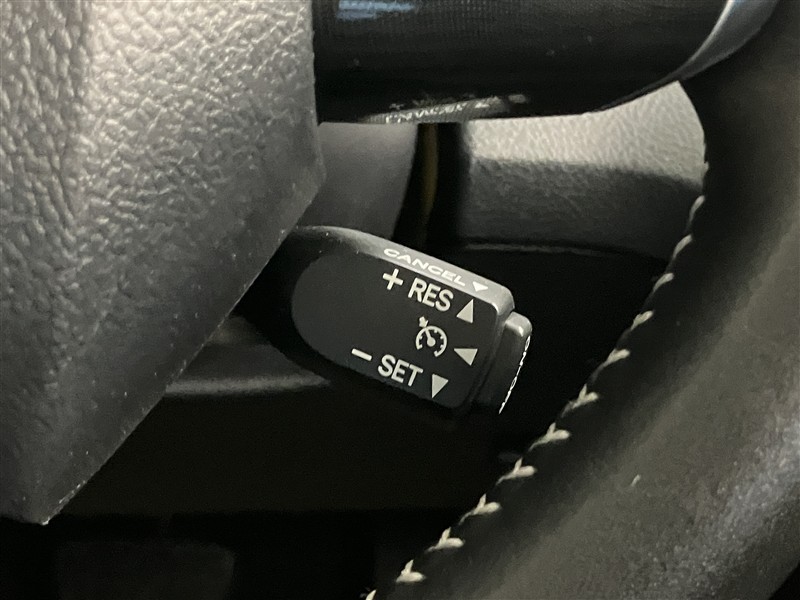 CANCEL ▼
+ RES ▲
◀
− SET ▼